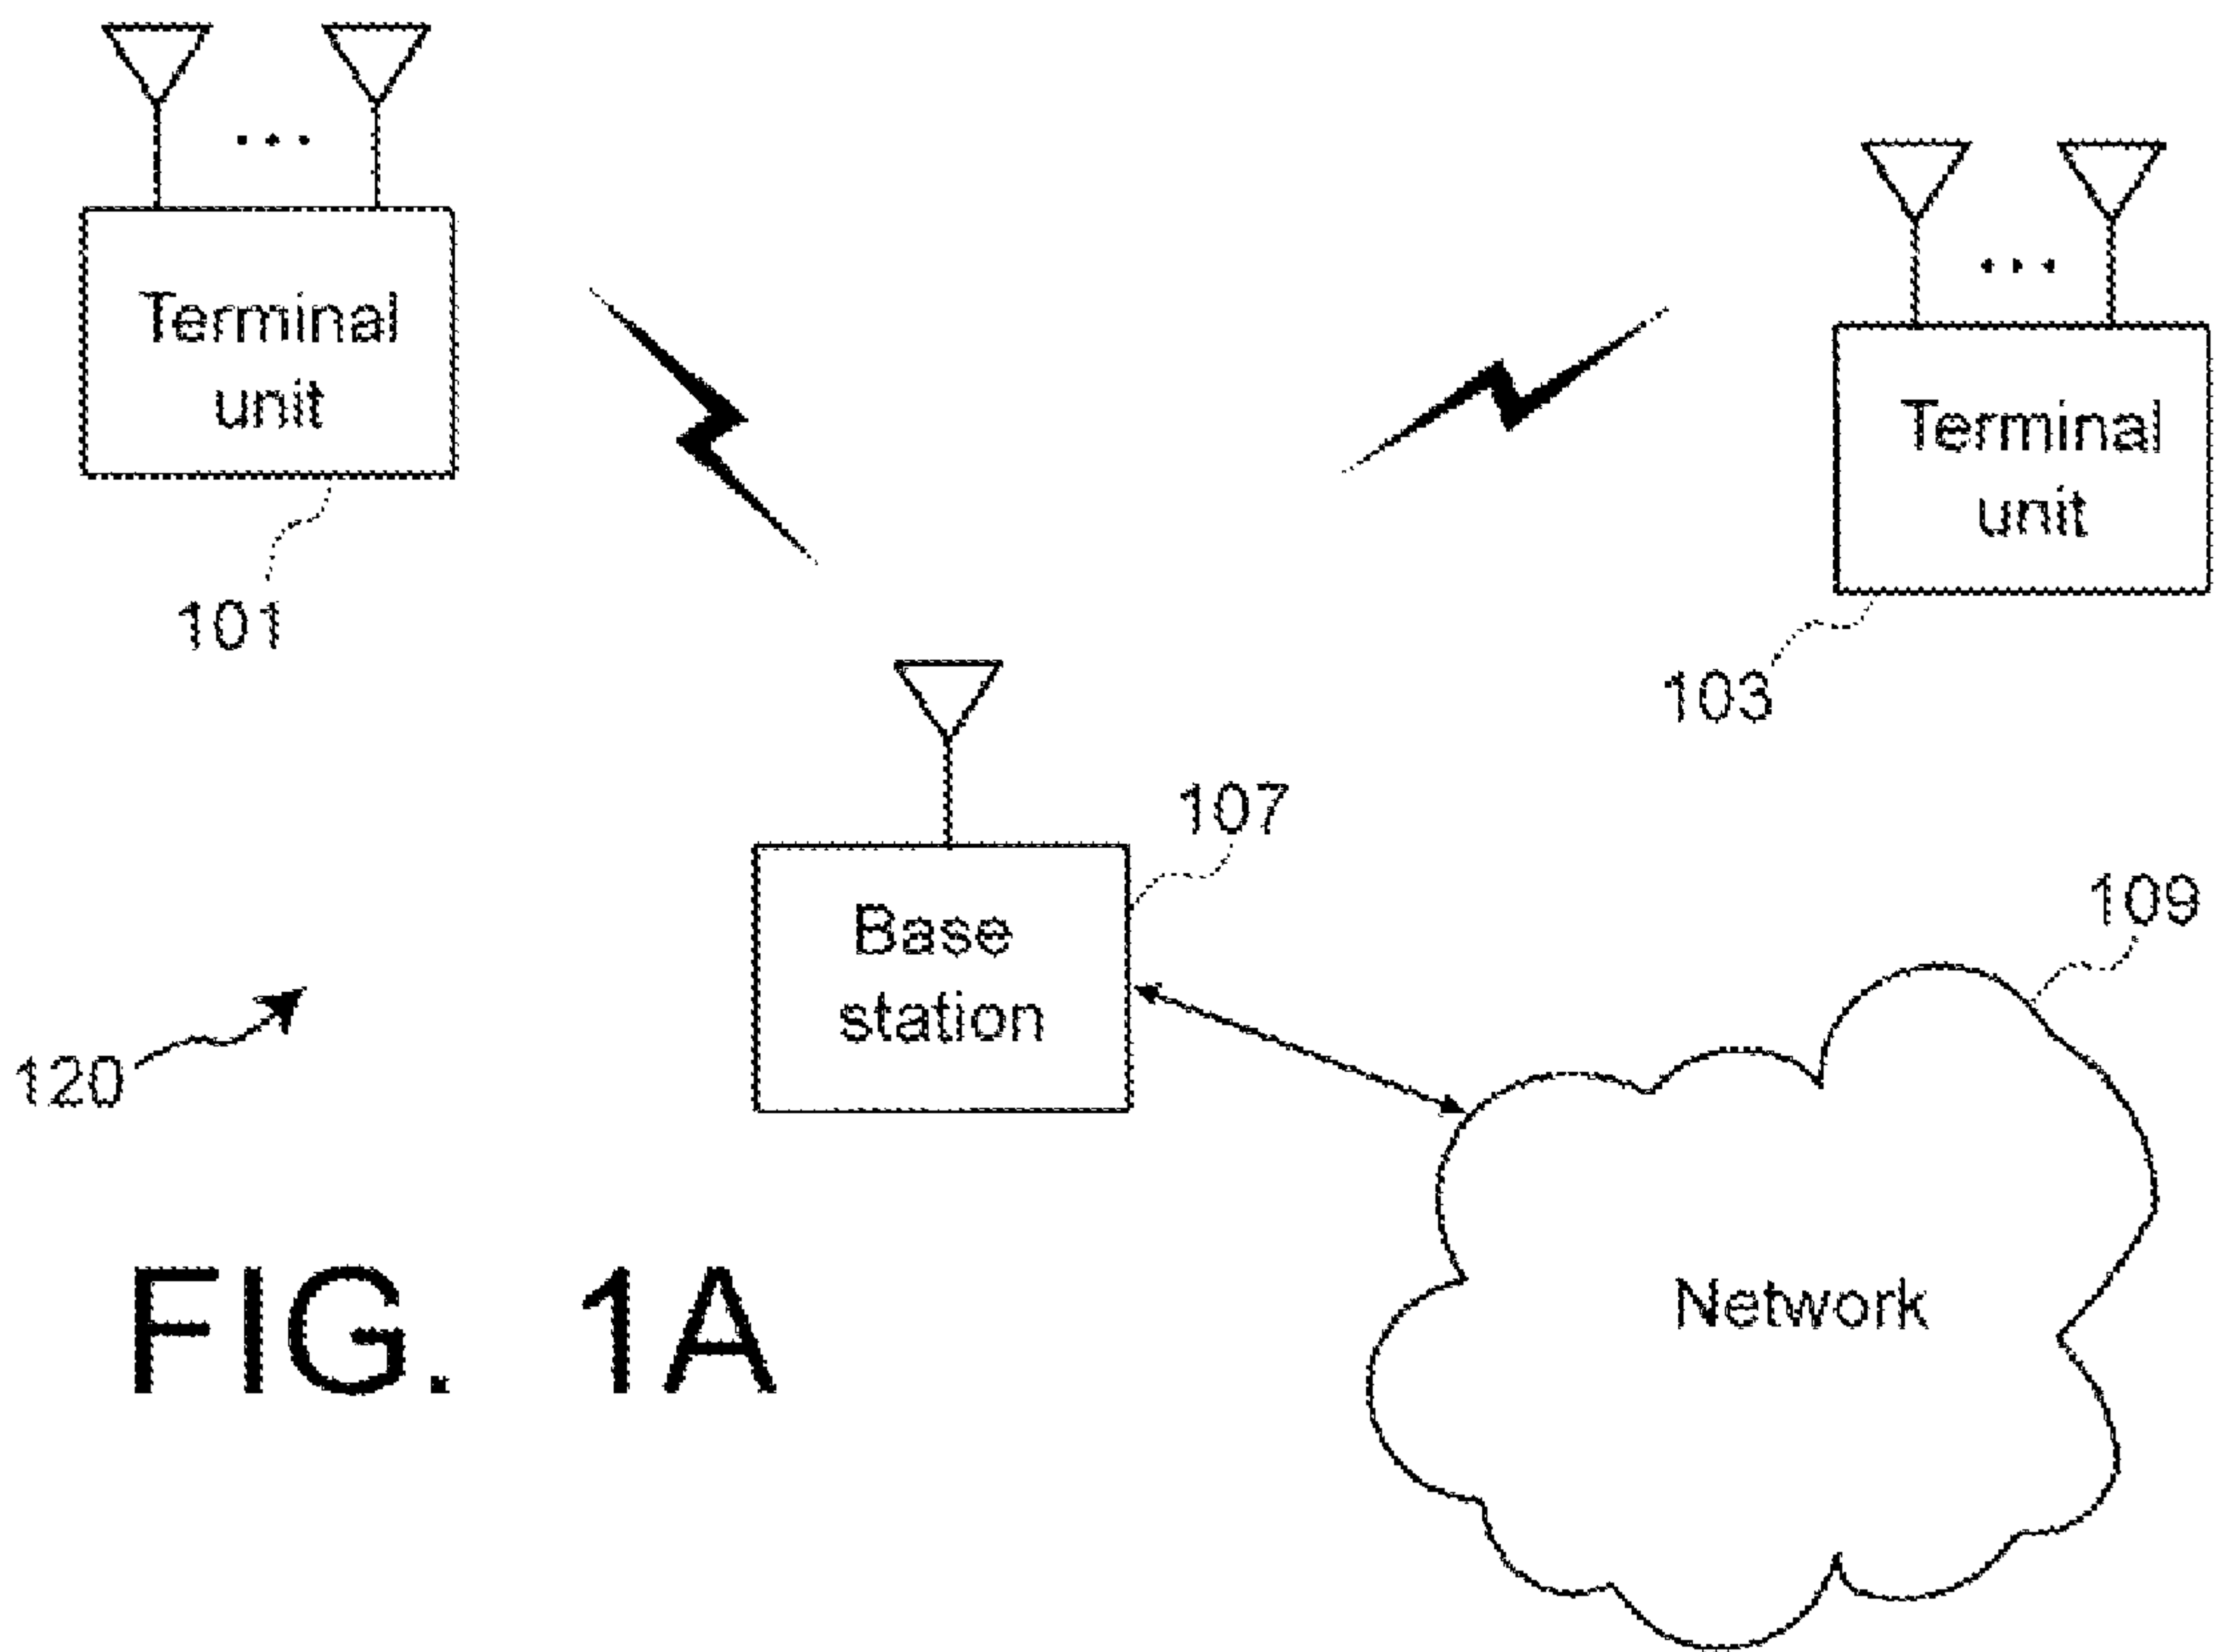 Terminal
unit
101
Terminal
unit
103
107
Base
station
109
120
Network
FIG. 1A